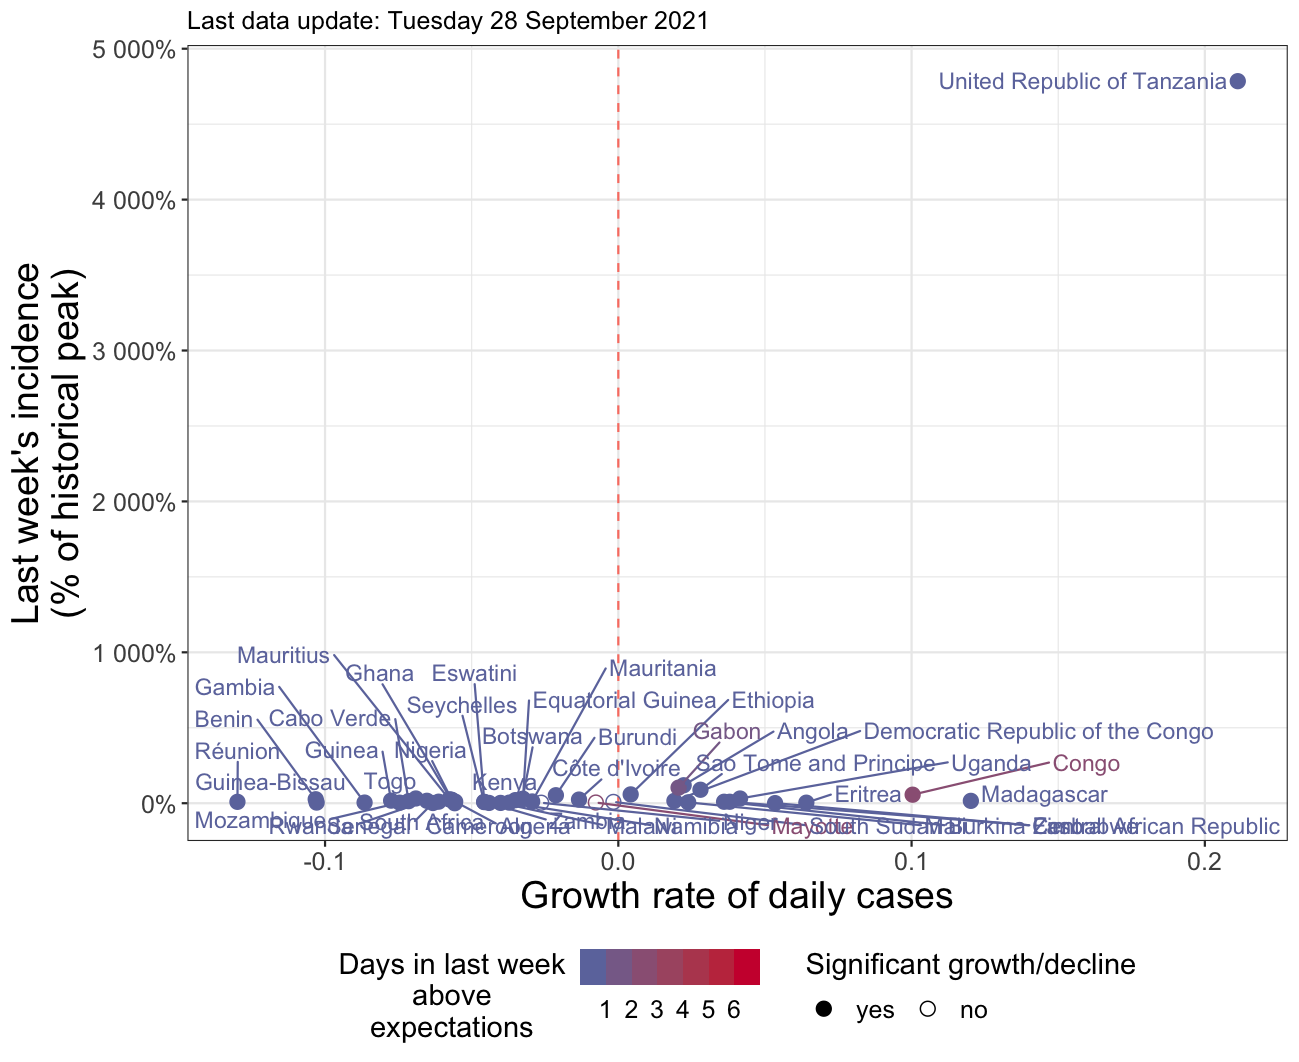 Last data update: Tuesday 28 September 2021
5 000%
4 000%
3 000%
2 000%
1 000%
0%
Last week's incidence
(% of historical peak)
United Republic of Tanzania
Mauritius
Ghana
Eswatini
Mauritania
Gambia
Seychelles
Equatorial Guinea
Ethiopia
Benin
Cabo Verde
Botswana
Burundi
Gabon
Angola
Democratic Republic of the Congo
Réunion
Guinea
Nigeria
Côte d'Ivoire
Sao Tome and Principe
Uganda
Congo
Guinea-Bissau
Togo
Kenya
Eritrea
Madagascar
Mozambique
Rwanda
Senegal
South Africa
Cameroon
Algeria
Zambia
Malawi
Namibia
Niger
Mayotte
South Sudan
Mali
Burkina Faso
Zimbabwe
Central African Republic
-0.1
0.0
0.1
0.2
Growth rate of daily cases
Days in last week
above
expectations
1 2 3 4 5 6
Significant growth/decline
yes
no